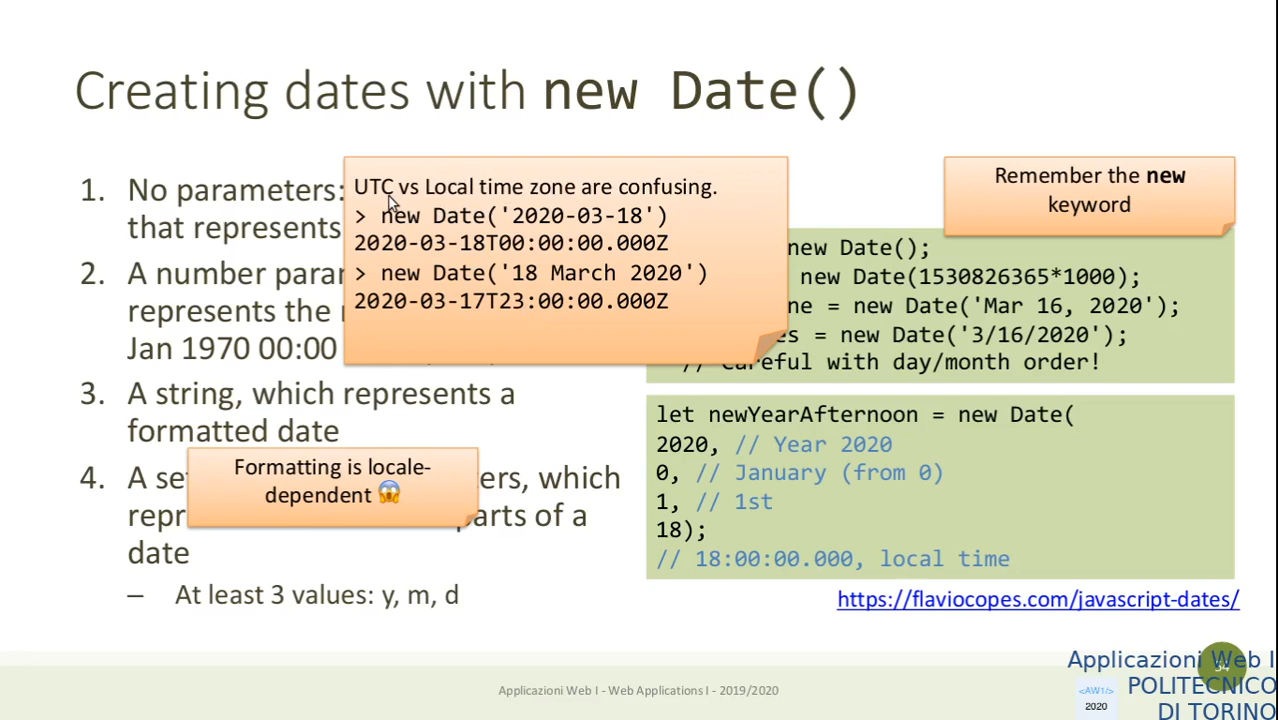 Creating dates with new Date()
1. No parameters:
that represents
2. A number
represents the
Jan 1970 00:00
3. A string, which represents a
formatted date
4. A
which
parts of a
date
– At least 3 values: y, m, d
UTC vs Local time zone are confusing.
> new Date('2020-03-18')
2020-03-18T00:00:00.000Z
> new Date('18 March 2020')
2020-03-17T23:00:00.000Z
Formatting is locale-
dependent 😱
Remember the new
keyword
new Date();
new Date(1530826365*1000);
= new Date('Mar 16, 2020');
= new Date('3/16/2020');
// Careful with day/month order!
let newYearAfternoon = new Date(
2020, // Year 2020
0, // January (from 0)
1, // 1st
18);
// 18:00:00.000, local time
https://flaviocopes.com/javascript-dates/
Applicazioni Web I - Web Applications I - 2019/2020
Applicazioni Web I
<AW1/> POLITECNICO
2020 DI TORINO